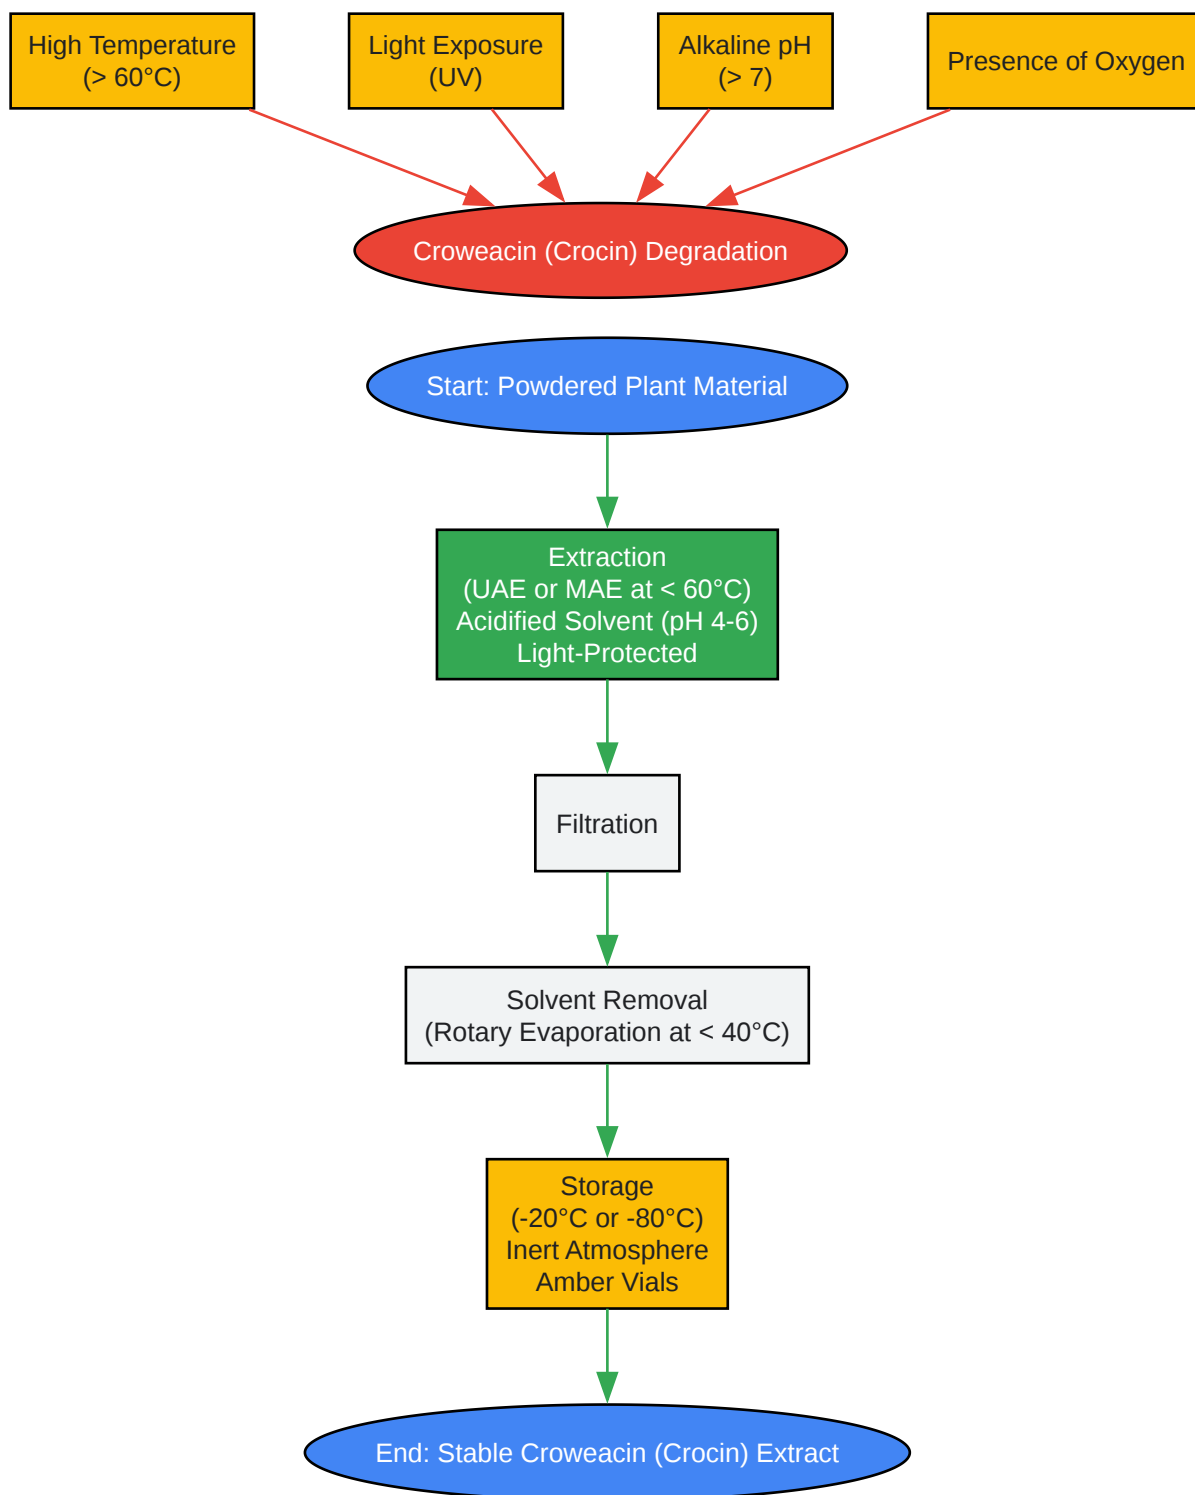 High Temperature
(> 60°C)
Light Exposure
(UV)
Alkaline pH
(> 7)
Presence of Oxygen
Croweacin (Crocin) Degradation
Start: Powdered Plant Material
Extraction
(UAE or MAE at < 60°C)
Acidified Solvent (pH 4-6)
Light-Protected
Filtration
Solvent Removal
(Rotary Evaporation at < 40°C)
Storage
(-20°C or -80°C)
Inert Atmosphere
Amber Vials
End: Stable Croweacin (Crocin) Extract